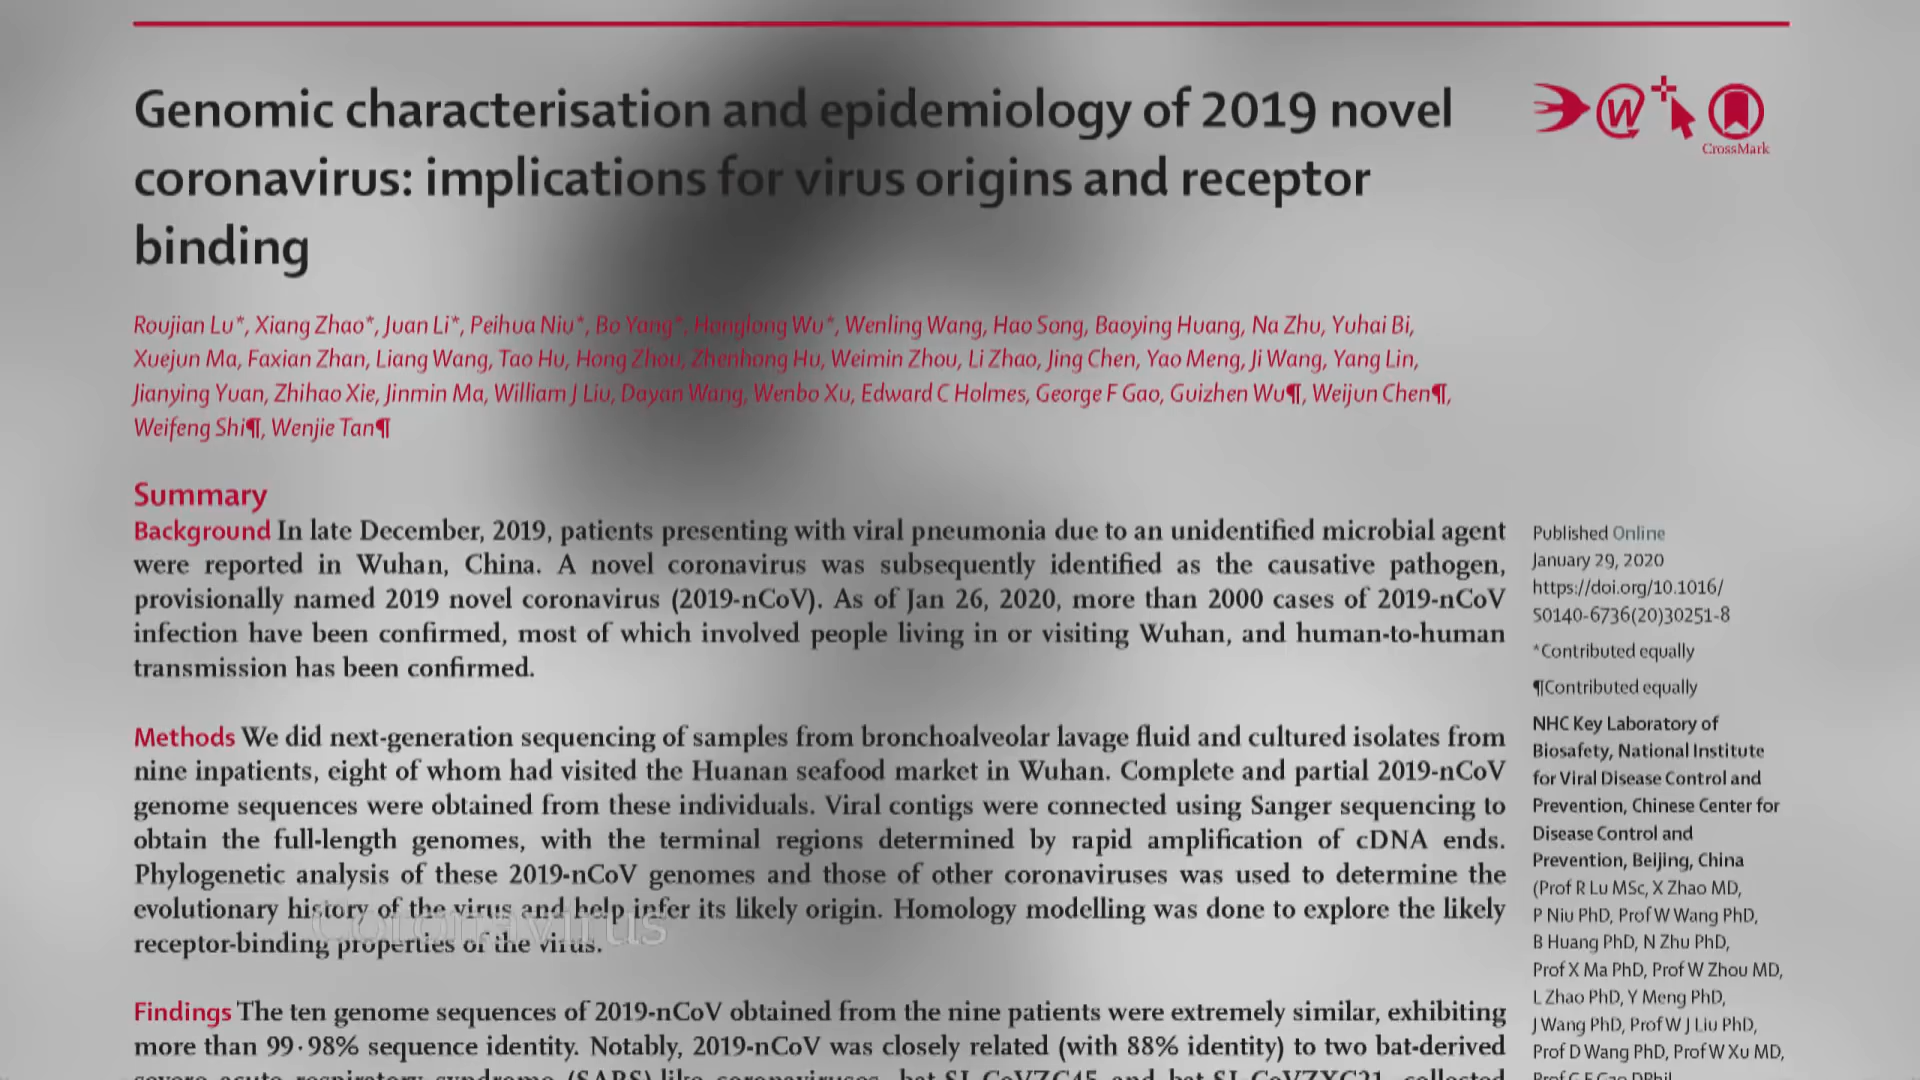 Genomic characterisation and epidemiology of 2019 novel
coronavirus: implications for virus origins and receptor
binding
CrossMark
Roujian Lu*, Xiang Zhao*, Juan Li*, Peihua Niu*, Bo Yang*, Honglong Wu*, Wenling Wang, Hao Song, Baoying Huang, Na Zhu, Yuhai Bi,
Xuejun Ma, Faxian Zhan, Liang Wang, Tao Hu, Hong Zhou, Zhenhong Hu, Weimin Zhou, Li Zhao, Jing Chen, Yao Meng, Ji Wang, Yang Lin,
Jianying Yuan, Zhihao Xie, Jinmin Ma, William J Liu, Dayan Wang, Wenbo Xu, Edward C Holmes, George F Gao, Guizhen Wu¶, Weijun Chen¶,
Weifeng Shi¶, Wenjie Tan¶
Summary
Background In late December, 2019, patients presenting with viral pneumonia due to an unidentified microbial agent
were reported in Wuhan, China. A novel coronavirus was subsequently identified as the causative pathogen,
provisionally named 2019 novel coronavirus (2019-nCoV). As of Jan 26, 2020, more than 2000 cases of 2019-nCoV
infection have been confirmed, most of which involved people living in or visiting Wuhan, and human-to-human
transmission has been confirmed.
Methods We did next-generation sequencing of samples from bronchoalveolar lavage fluid and cultured isolates from
nine inpatients, eight of whom had visited the Huanan seafood market in Wuhan. Complete and partial 2019-nCoV
genome sequences were obtained from these individuals. Viral contigs were connected using Sanger sequencing to
obtain the full-length genomes, with the terminal regions determined by rapid amplification of cDNA ends.
Phylogenetic analysis of these 2019-nCoV genomes and those of other coronaviruses was used to determine the
evolutionary history of the virus and help infer its likely origin. Homology modelling was done to explore the likely
receptor-binding properties of the virus.
Coronavirus
Findings The ten genome sequences of 2019-nCoV obtained from the nine patients were extremely similar, exhibiting
more than 99·98% sequence identity. Notably, 2019-nCoV was closely related (with 88% identity) to two bat-derived
severe acute respiratory syndrome (SARS)-like coronaviruses, bat-SL-CoVZC45 and bat-SL-CoVZXC21, collected
Published Online
January 29, 2020
https://doi.org/10.1016/
S0140-6736(20)30251-8
*Contributed equally
¶Contributed equally
NHC Key Laboratory of
Biosafety, National Institute
for Viral Disease Control and
Prevention, Chinese Center for
Disease Control and
Prevention, Beijing, China
(Prof R Lu MSc, X Zhao MD,
P Niu PhD, Prof W Wang PhD,
B Huang PhD, N Zhu PhD,
Prof X Ma PhD, Prof W Zhou MD,
L Zhao PhD, Y Meng PhD,
J Wang PhD, Prof W J Liu PhD,
Prof D Wang PhD, Prof W Xu MD,
Prof G F Gao DPhil